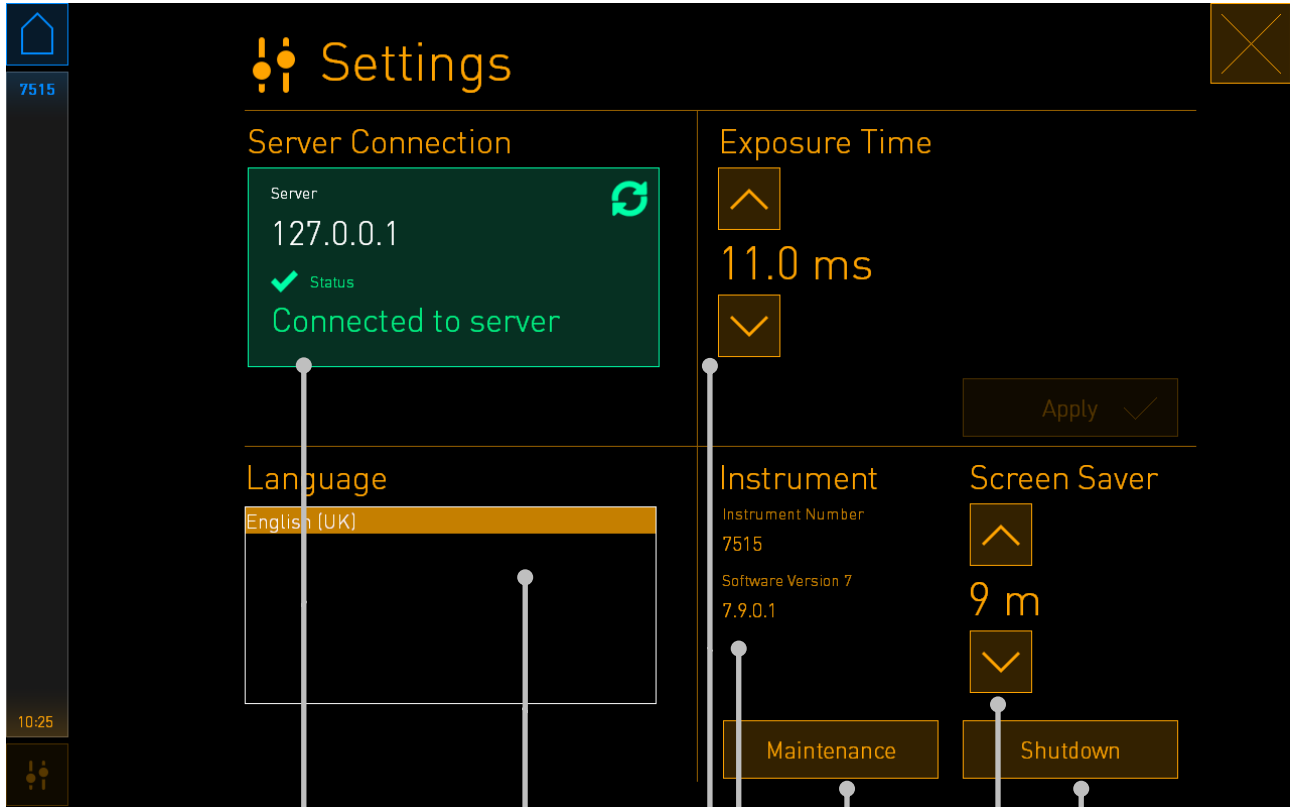 7515
Settings
Server Connection
Server
127.0.0.1
Status
Connected to server
Exposure Time
11.0 ms
Apply
Language
English (UK)
Instrument
Instrument Number
7515
Software Version 7
7.9.0.1
Screen Saver
9 m
Maintenance
Shutdown
10:25